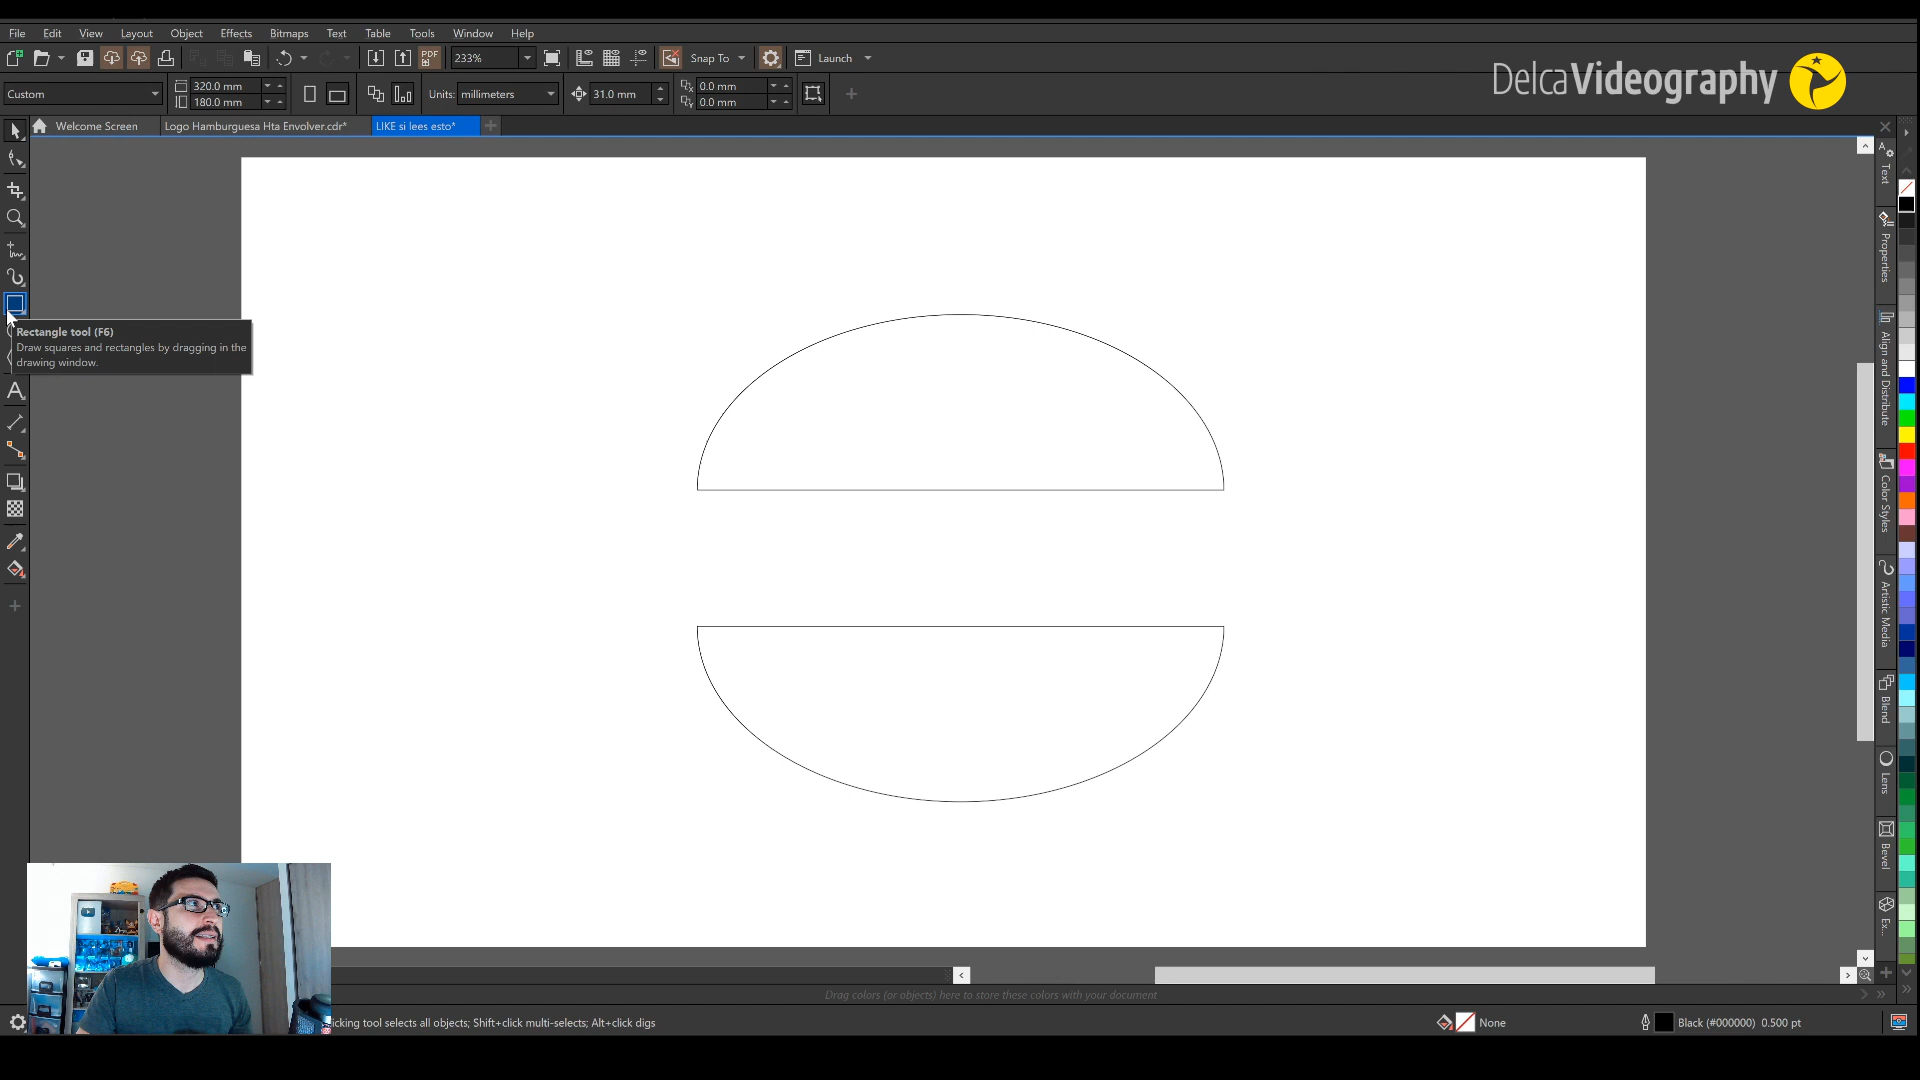 File Edit View Layout Object Effects Bitmaps Text Table Tools Window Help
PDF 233% Snap To Launch
DelcaVideography
Custom 320.0 mm 180.0 mm Units: millimeters 31.0 mm 0.0 mm 0.0 mm
Welcome Screen Logo Hamburguesa Hta Envolver.cdr* LIKE si lees esto*
Rectangle tool (F6)
Draw squares and rectangles by dragging in the
drawing window.
Text
Properties
Align and Distribute
Color Styles
Artistic Media
Blend
Lens
Bevel
Ex...
Drag colors (or objects) here to store these colors with your document
icking tool selects all objects; Shift+click multi-selects; Alt+click digs
None Black (#000000) 0.500 pt